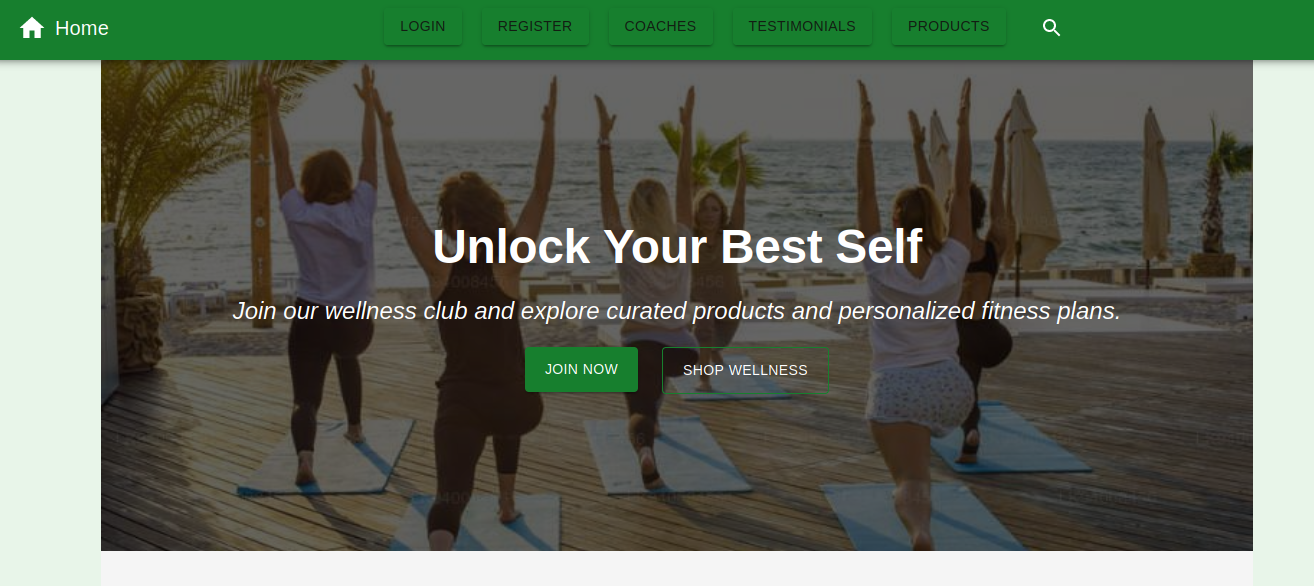 Home
LOGIN
REGISTER
COACHES
TESTIMONIALS
PRODUCTS
Unlock Your Best Self
Join our wellness club and explore curated products and personalized fitness plans.
JOIN NOW
SHOP WELLNESS